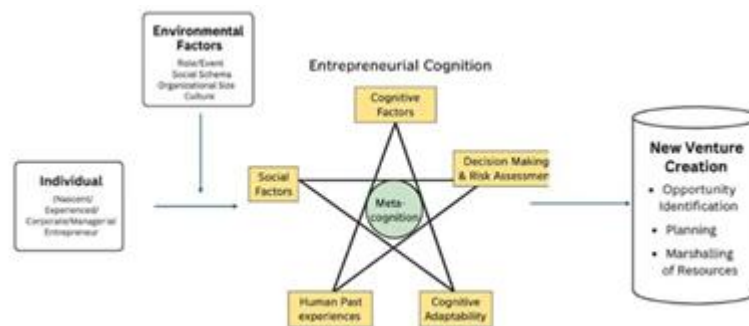 Environmental
Factors
Role/Event
Social Schema
Organizational Size
Culture
Entrepreneurial Cognition
Cognitive
Factors
Individual
(Nascent/
Experienced/
Corporate/Managerial
Entrepreneur
Social
Factors
Decision Making
& Risk Assessment
Meta-
cognition
Human Past
experiences
Cognitive
Adaptability
New Venture
Creation
• Opportunity
Identification
• Planning
• Marshalling
of Resources